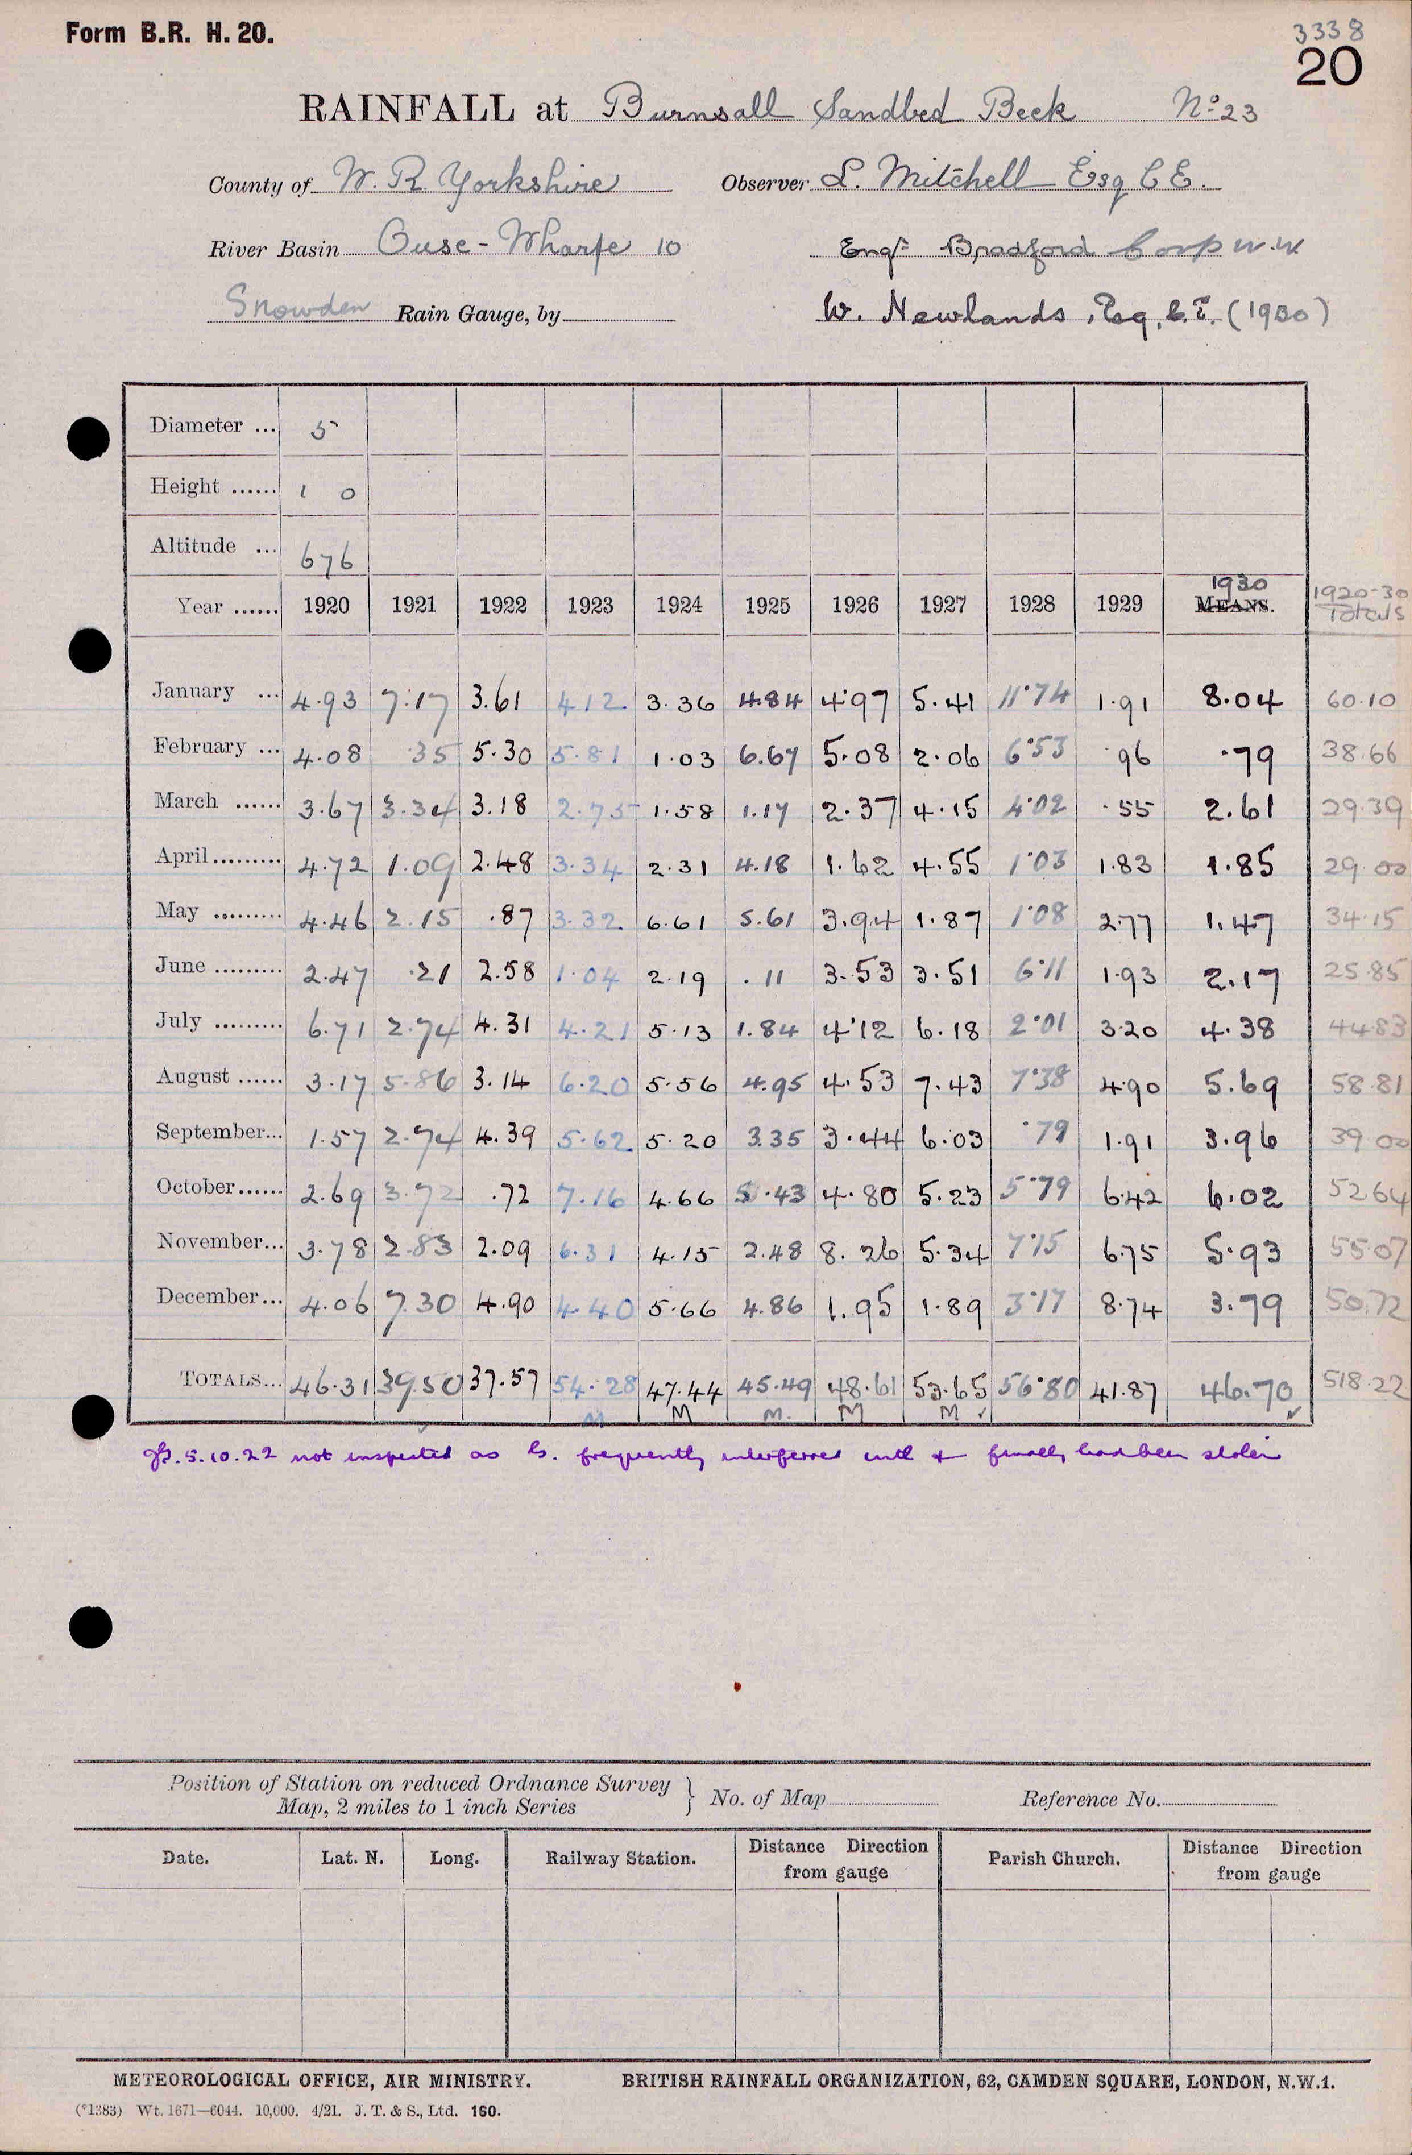 Form B.R. H. 20.
3338
20
RAINFALL at Burnsall Sandbed Beck No 23
County of W. R. Yorkshire Observer L. Mitchell Esq C E.
River Basin Ouse - Wharfe 10 Engr Bradford Corp W.W
Snowden Rain Gauge, by W. Newlands, Esq, C.E. (1930)
Diameter ... 5
Height ...... 1 0
Altitude ... 676
1930
Year ...... 1920 1921 1922 1923 1924 1925 1926 1927 1928 1929 MEANS. 1920-30 Totals
January ... 4.93 7.17 3.61 4.12 3.36 4.84 4.97 5.41 11.74 1.91 8.04 60.10
February ... 4.08 .35 5.30 5.81 1.03 6.67 5.08 2.06 6.53 .96 .79 38.66
March ...... 3.67 3.34 3.18 2.75 1.58 1.17 2.37 4.15 4.02 .55 2.61 29.39
April......... 4.72 1.09 2.48 3.34 2.31 4.18 1.62 4.55 1.03 1.83 1.85 29.00
May ......... 4.46 2.15 .87 3.32 6.61 5.61 3.94 1.87 1.08 2.77 1.47 34.15
June ......... 2.47 .21 2.58 1.04 2.19 .11 3.53 3.51 6.11 1.93 2.17 25.85
July ......... 6.71 2.74 4.31 4.21 5.13 1.84 4.12 6.18 2.01 3.20 4.38 44.83
August ...... 3.17 5.86 3.14 6.20 5.56 4.95 4.53 7.43 7.38 4.90 5.69 58.81
September... 1.57 2.74 4.39 5.62 5.20 3.35 3.44 6.03 .79 1.91 3.96 39.00
October...... 2.69 3.72 .72 7.16 4.66 5.43 4.80 5.23 5.79 6.42 6.02 52.64
November... 3.78 2.83 2.09 6.31 4.15 2.48 8.26 5.34 7.15 6.75 5.93 55.07
December... 4.06 7.30 4.90 4.40 5.66 4.86 1.95 1.89 3.17 8.74 3.79 50.72
TOTALS... 46.31 39.50 37.57 54.28 47.44 45.49 48.61 53.65 56.80 41.87 46.70 518.22
M M M. M M
5.10.22 not inspected as G. frequently interferred with & finally had been stolen
Position of Station on reduced Ordnance Survey
Map, 2 miles to 1 inch Series } No. of Map Reference No.
Date. Lat. N. Long. Railway Station. Distance Direction from gauge Parish Church. Distance Direction from gauge
METEOROLOGICAL OFFICE, AIR MINISTRY. BRITISH RAINFALL ORGANIZATION, 62, CAMDEN SQUARE, LONDON, N.W.1.
(*1383) Wt. 1671—6044. 10,000. 4/21. J. T. & S., Ltd. 160.